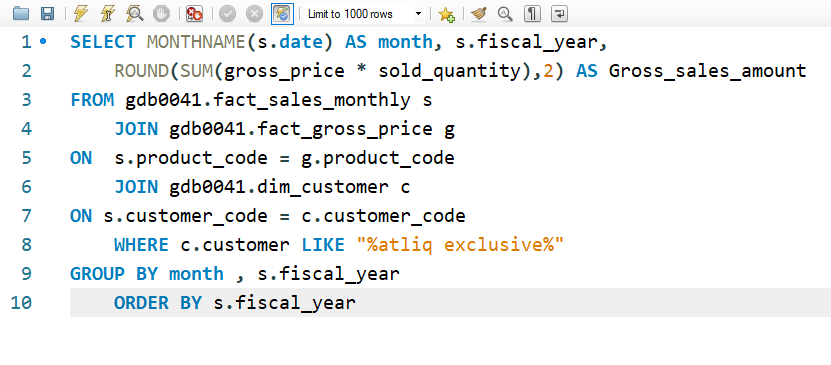 Limit to 1000 rows
1 SELECT MONTHNAME(s.date) AS month, s.fiscal_year,
2 ROUND(SUM(gross_price * sold_quantity),2) AS Gross_sales_amount
3 FROM gdb0041.fact_sales_monthly s
4 JOIN gdb0041.fact_gross_price g
5 ON s.product_code = g.product_code
6 JOIN gdb0041.dim_customer c
7 ON s.customer_code = c.customer_code
8 WHERE c.customer LIKE "%atliq exclusive%"
9 GROUP BY month , s.fiscal_year
10 ORDER BY s.fiscal_year